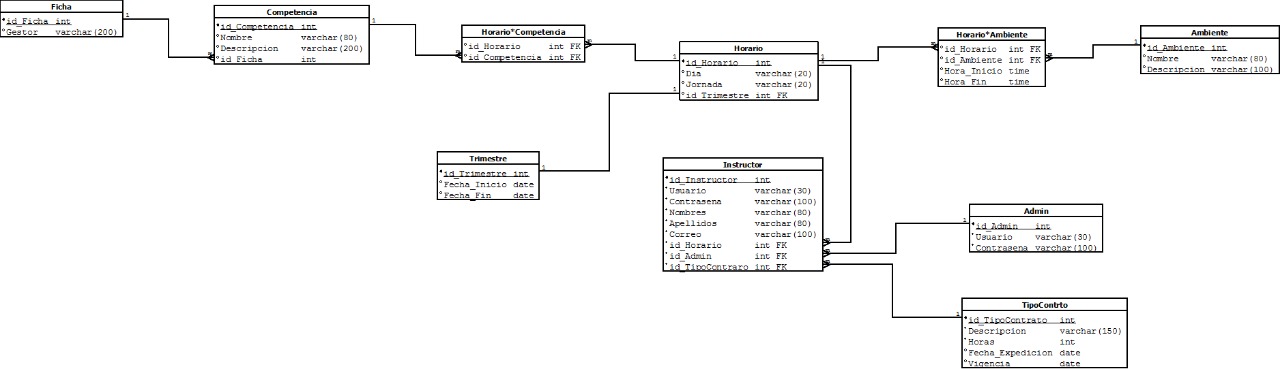 Ficha
id_Ficha int
Gestor varchar(200)
1
Competencia
id_Competencia int
Nombre varchar(80)
Descripcion varchar(200)
id_Ficha int
1
Horario*Competencia
id_Horario int FK
id_Competencia int FK
Horario
id_Horario int
Dia varchar(20)
Jornada varchar(20)
id_Trimestre int FK
1
1
1
Horario*Ambiente
id_Horario int FK
id_Ambiente int FK
Hora_Inicio time
Hora_Fin time
1
Ambiente
id_Ambiente int
Nombre varchar(80)
Descripcion varchar(100)
Trimestre
id_Trimestre int
Fecha_Inicio date
Fecha_Fin date
1
Instructor
id_Instructor int
Usuario varchar(30)
Contrasena varchar(100)
Nombres varchar(80)
Apellidos varchar(80)
Correo varchar(100)
id_Horario int FK
id_Admin int FK
id_TipoContraro int FK
1
Admin
id_Admin int
Usuario varchar(30)
Contrasena varchar(100)
1
TipoContrto
id_TipoContrato int
Descripcion varchar(150)
Horas int
Fecha_Expedicion date
Vigencia date